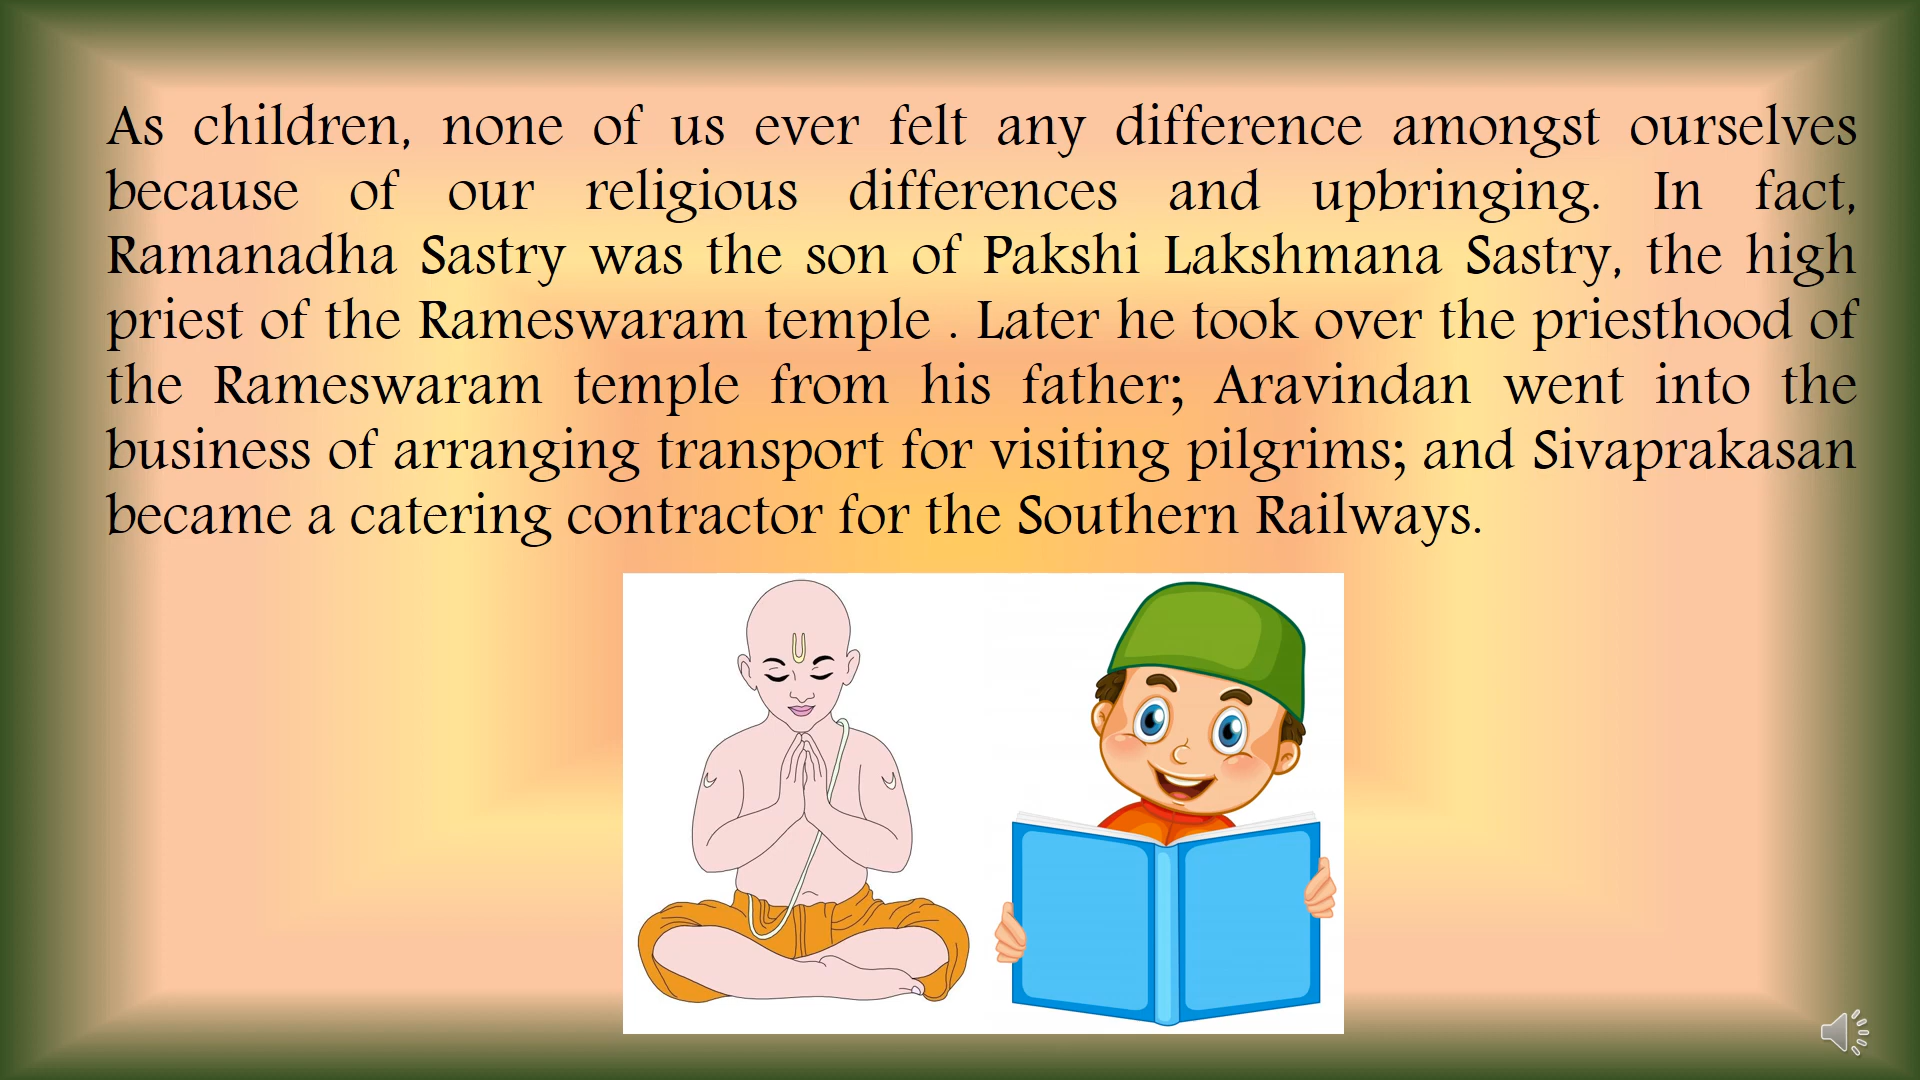 As children, none of us ever felt any difference amongst ourselves
because of our religious differences and upbringing. In fact,
Ramanadha Sastry was the son of Pakshi Lakshmana Sastry, the high
priest of the Rameswaram temple . Later he took over the priesthood of
the Rameswaram temple from his father; Aravindan went into the
business of arranging transport for visiting pilgrims; and Sivaprakasan
became a catering contractor for the Southern Railways.